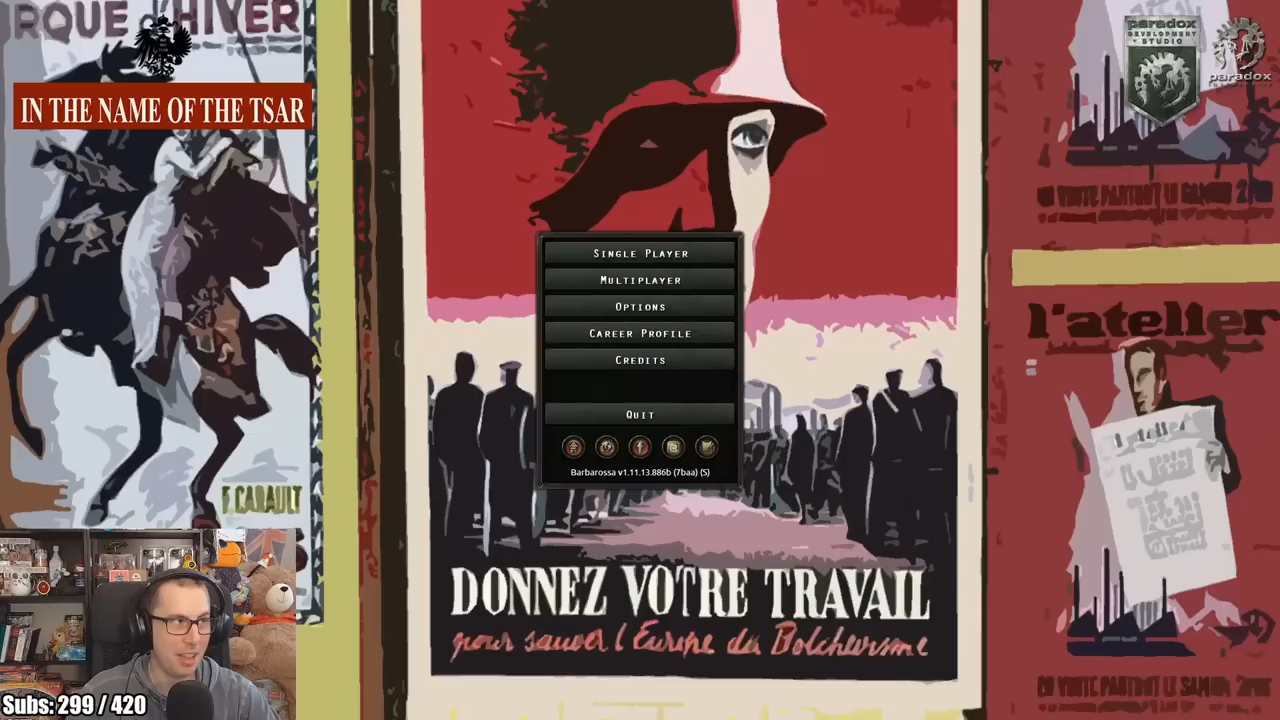 RQUE d'HIVER
IN THE NAME OF THE TSAR
F. CABAULT
paradox
DEVELOPMENT
STUDIO
paradox
SINGLE PLAYER
MULTIPLAYER
OPTIONS
CAREER PROFILE
CREDITS
QUIT
Barbarossa v1.11.13.886b (7baa) (5)
l'atelier
DONNEZ VOTRE TRAVAIL
pour sauver l'Europe du Bolchevisme
Subs: 299 / 420